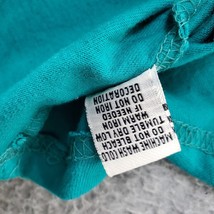 MACHINE WASH COLD
DO NOT BLEACH
TUMBLE DRY LOW
WARM IRON
IF NEEDED
DO NOT IRON
DECORATION